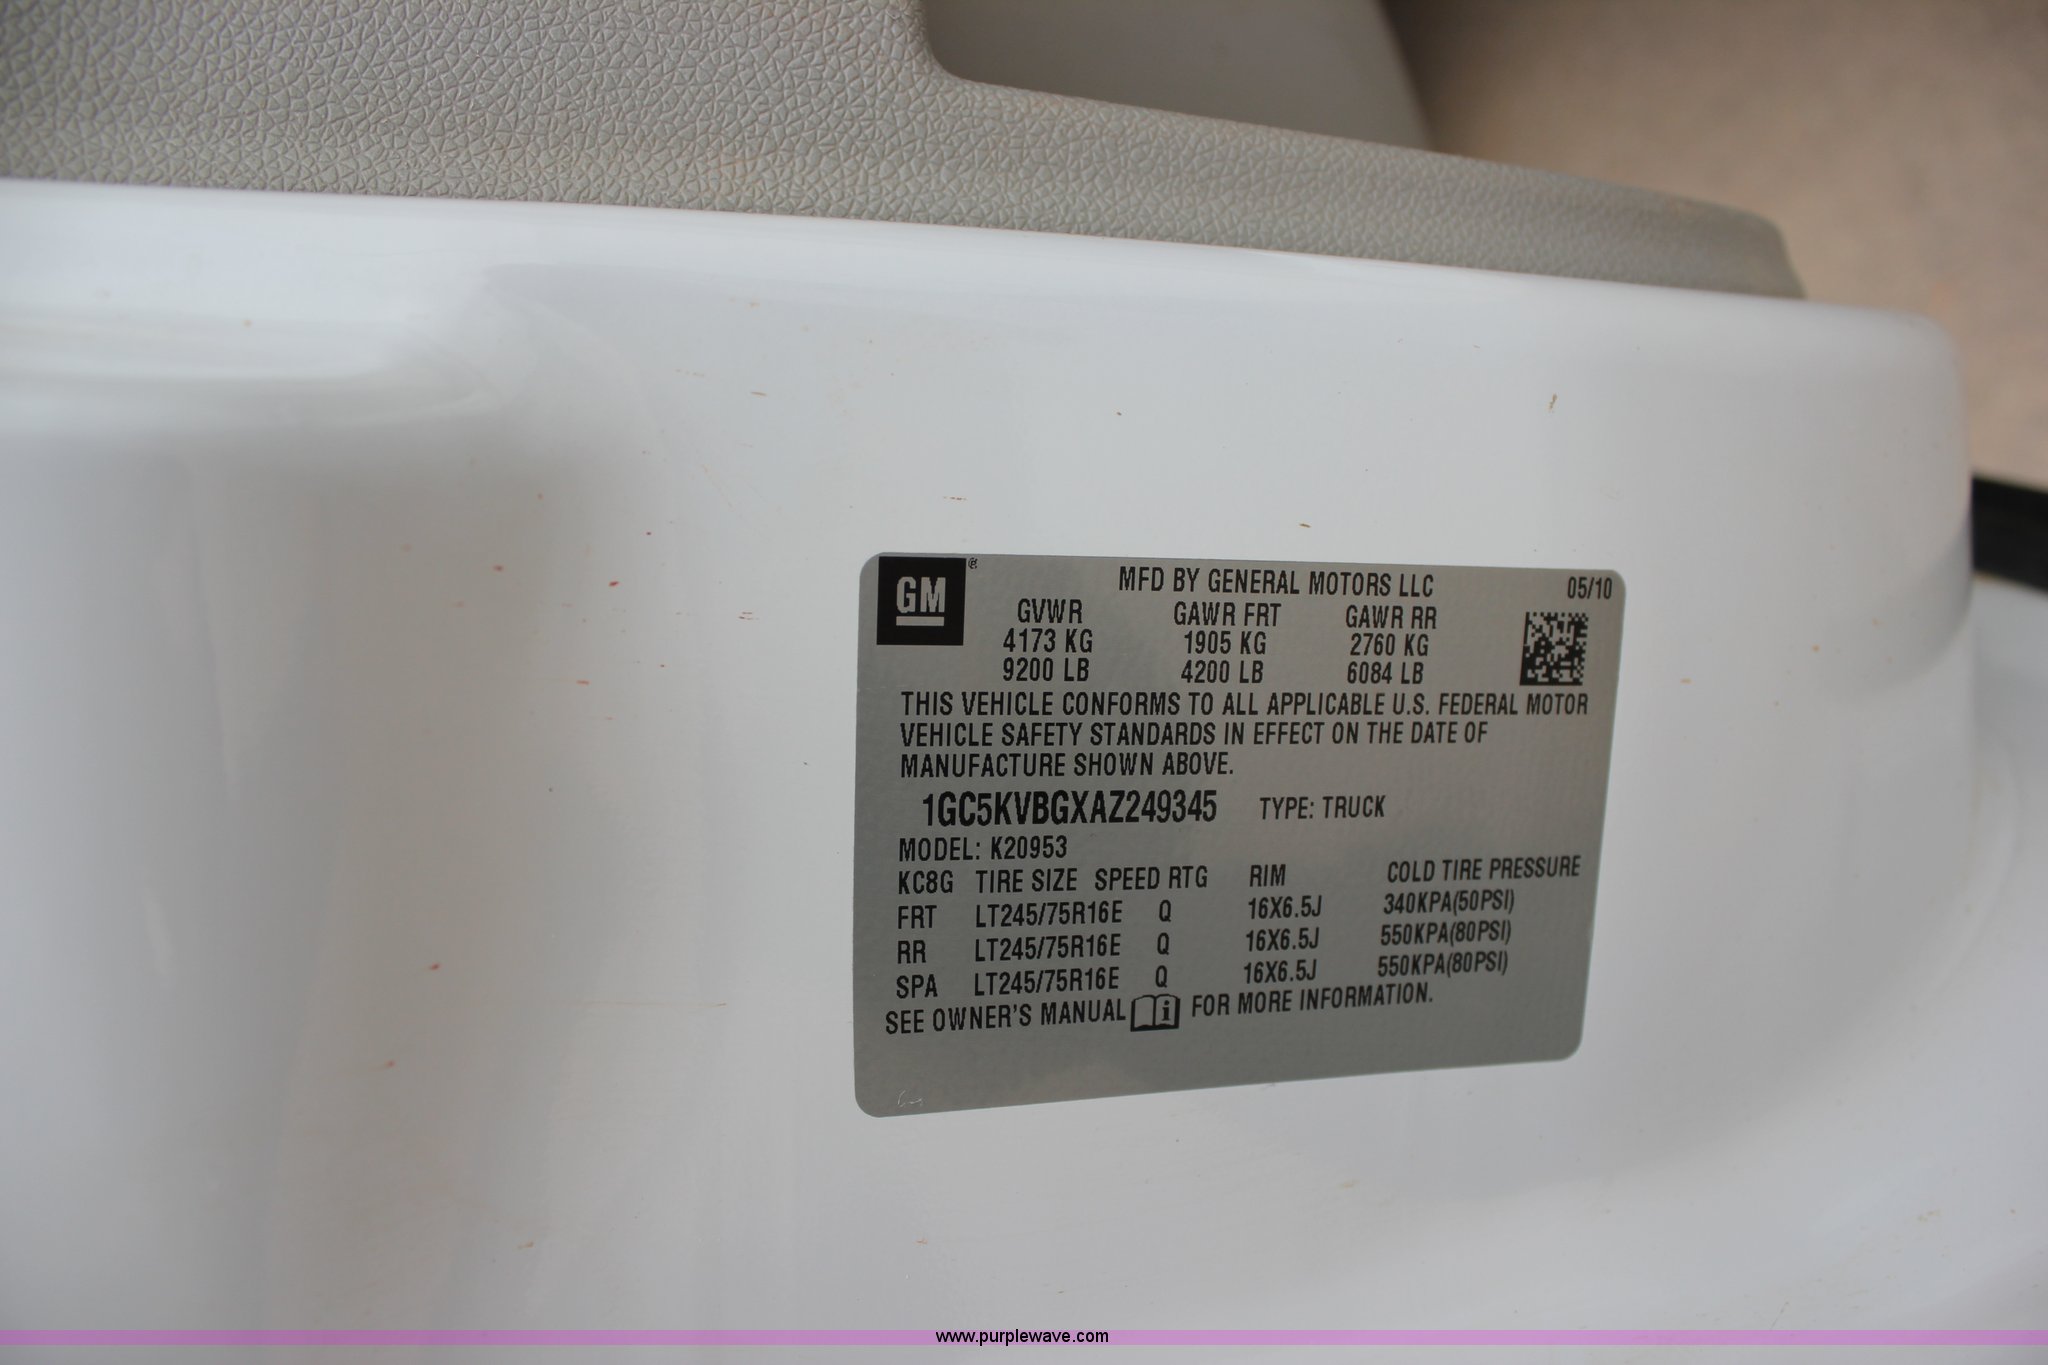 GM ®
MFD BY GENERAL MOTORS LLC 05/10
GVWR GAWR FRT GAWR RR
4173 KG 1905 KG 2760 KG
9200 LB 4200 LB 6084 LB
THIS VEHICLE CONFORMS TO ALL APPLICABLE U.S. FEDERAL MOTOR
VEHICLE SAFETY STANDARDS IN EFFECT ON THE DATE OF
MANUFACTURE SHOWN ABOVE.
1GC5KVBGXAZ249345 TYPE: TRUCK
MODEL: K20953
KC8G TIRE SIZE SPEED RTG RIM COLD TIRE PRESSURE
FRT LT245/75R16E Q 16X6.5J 340KPA(50PSI)
RR LT245/75R16E Q 16X6.5J 550KPA(80PSI)
SPA LT245/75R16E Q 16X6.5J 550KPA(80PSI)
SEE OWNER'S MANUAL i FOR MORE INFORMATION.
www.purplewave.com